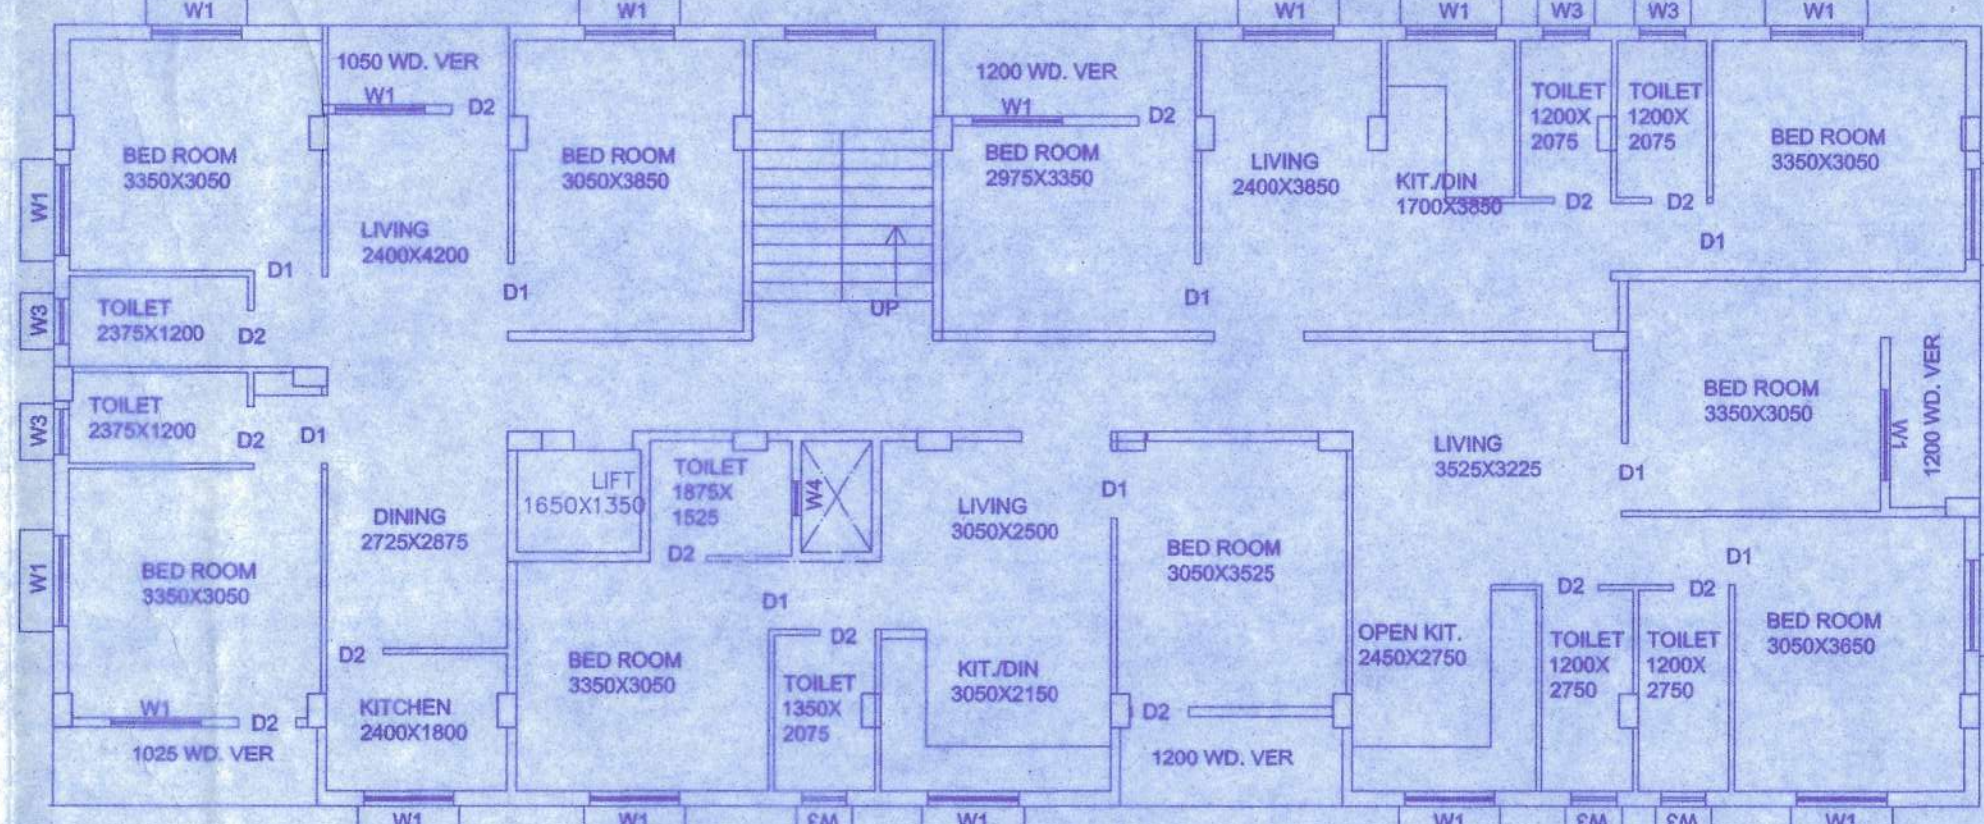 W1
W1
W1
W1
W3
W3
W1
1050 WD. VER
W1
D2
1200 WD. VER
W1
D2
BED ROOM
3350X3050
BED ROOM
3050X3850
BED ROOM
2975X3350
LIVING
2400X3850
KIT./DIN
1700X3850
TOILET
1200X
2075
TOILET
1200X
2075
BED ROOM
3350X3050
D2
D2
D1
W1
LIVING
2400X4200
D1
D1
UP
D1
W3
TOILET
2375X1200
D2
W3
TOILET
2375X1200
D2
D1
BED ROOM
3350X3050
W1
1200 WD. VER
LIFT
1650X1350
TOILET
1875X
1525
W4
D2
LIVING
3050X2500
D1
LIVING
3525X3225
D1
DINING
2725X2875
BED ROOM
3050X3525
D1
W1
BED ROOM
3350X3050
D1
D2
D2
D2
BED ROOM
3350X3050
D2
TOILET
1350X
2075
KIT./DIN
3050X2150
OPEN KIT.
2450X2750
TOILET
1200X
2750
TOILET
1200X
2750
BED ROOM
3050X3650
W1
D2
KITCHEN
2400X1800
D2
1025 WD. VER
1200 WD. VER
W1
W1
W3
W1
W1
W3
W3
W1